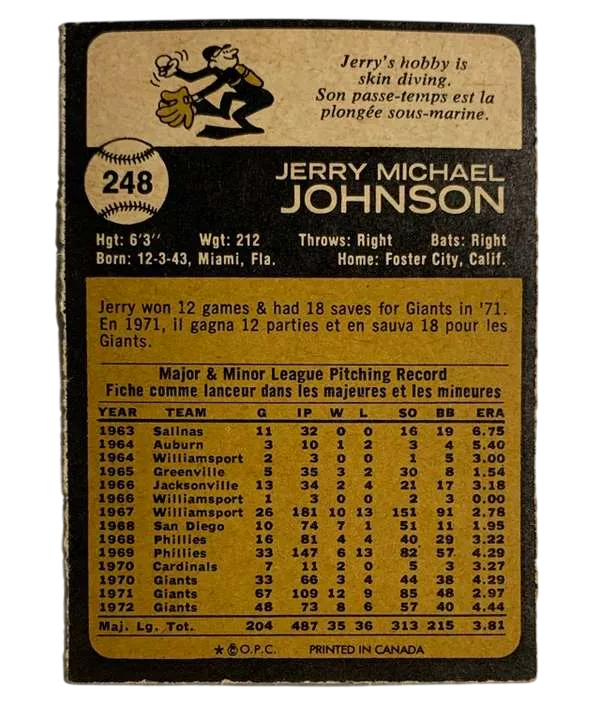 Jerry's hobby is
skin diving.
Son passe-temps est la
plongée sous-marine.
248
JERRY MICHAEL
JOHNSON
Hgt: 6'3'' Wgt: 212 Throws: Right Bats: Right
Born: 12-3-43, Miami, Fla. Home: Foster City, Calif.
Jerry won 12 games & had 18 saves for Giants in '71.
En 1971, il gagna 12 parties et en sauva 18 pour les
Giants.
Major & Minor League Pitching Record
Fiche comme lanceur dans les majeures et les mineures
YEAR TEAM G IP W L SO BB ERA
1963 Salinas 11 32 0 0 16 19 6.75
1964 Auburn 3 10 1 2 3 4 5.40
1964 Williamsport 2 3 0 0 1 5 3.00
1965 Greenville 5 35 3 2 30 8 1.54
1966 Jacksonville 13 34 2 4 21 17 3.18
1966 Williamsport 1 3 0 0 2 3 0.00
1967 Williamsport 26 181 10 13 151 91 2.78
1968 San Diego 10 74 7 1 51 11 1.95
1968 Phillies 16 81 4 4 40 29 3.22
1969 Phillies 33 147 6 13 82 57 4.29
1970 Cardinals 7 11 2 0 5 3 3.27
1970 Giants 33 66 3 4 44 38 4.29
1971 Giants 67 109 12 9 85 48 2.97
1972 Giants 48 73 8 6 57 40 4.44
Maj. Lg. Tot. 204 487 35 36 313 215 3.81
★ © O.P.C. PRINTED IN CANADA